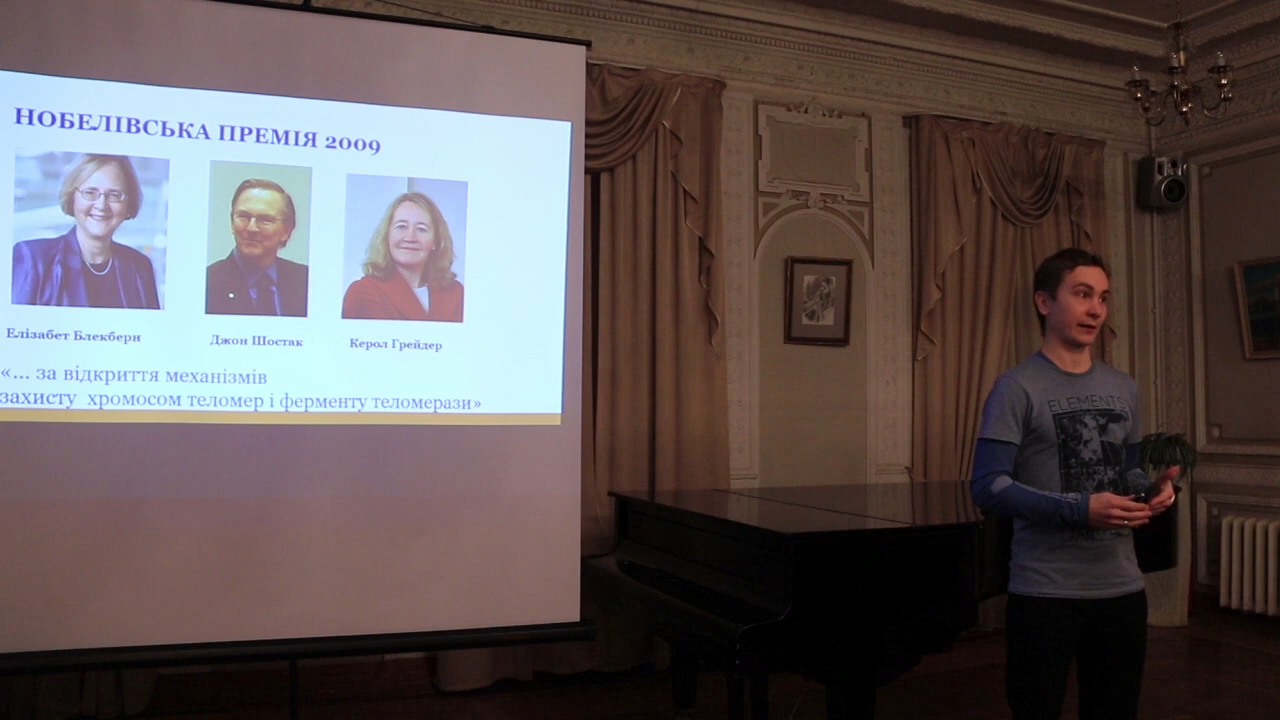 НОБЕЛІВСЬКА ПРЕМІЯ 2009
Елізабет Блекберн
Джон Шостак
Керол Грейдер
«... за відкриття механізмів
захисту хромосом теломер і ферменту теломерази»
ELEMENTS